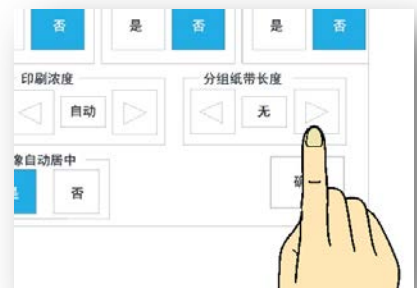 否 是 否 是 否
印刷浓度 分组纸带长度
自动 无
像自动居中
是 否